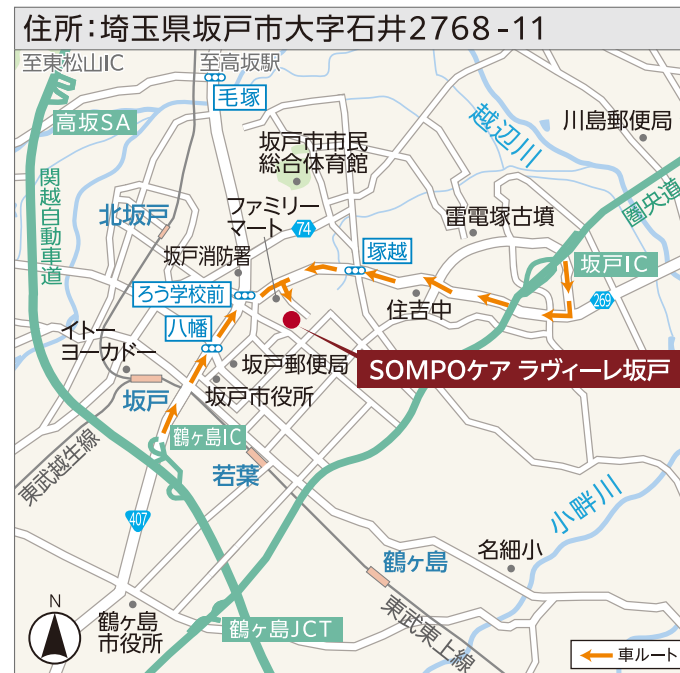 住所:埼玉県坂戸市大字石井2768-11
至東松山IC
至高坂駅
毛塚
高坂SA
越辺川
川島郵便局
坂戸市市民
総合体育館
関越自動車道
圏央道
北坂戸
ファミリー
マート
74
雷電塚古墳
坂戸消防署
塚越
坂戸IC
ろう学校前
住吉中
269
八幡
イトー
ヨーカドー
坂戸郵便局
SOMPOケア ラヴィーレ坂戸
坂戸
坂戸市役所
東武越生線
鶴ヶ島IC
若葉
407
小畔川
鶴ヶ島
名細小
N
鶴ヶ島
市役所
鶴ヶ島JCT
東武東上線
車ルート